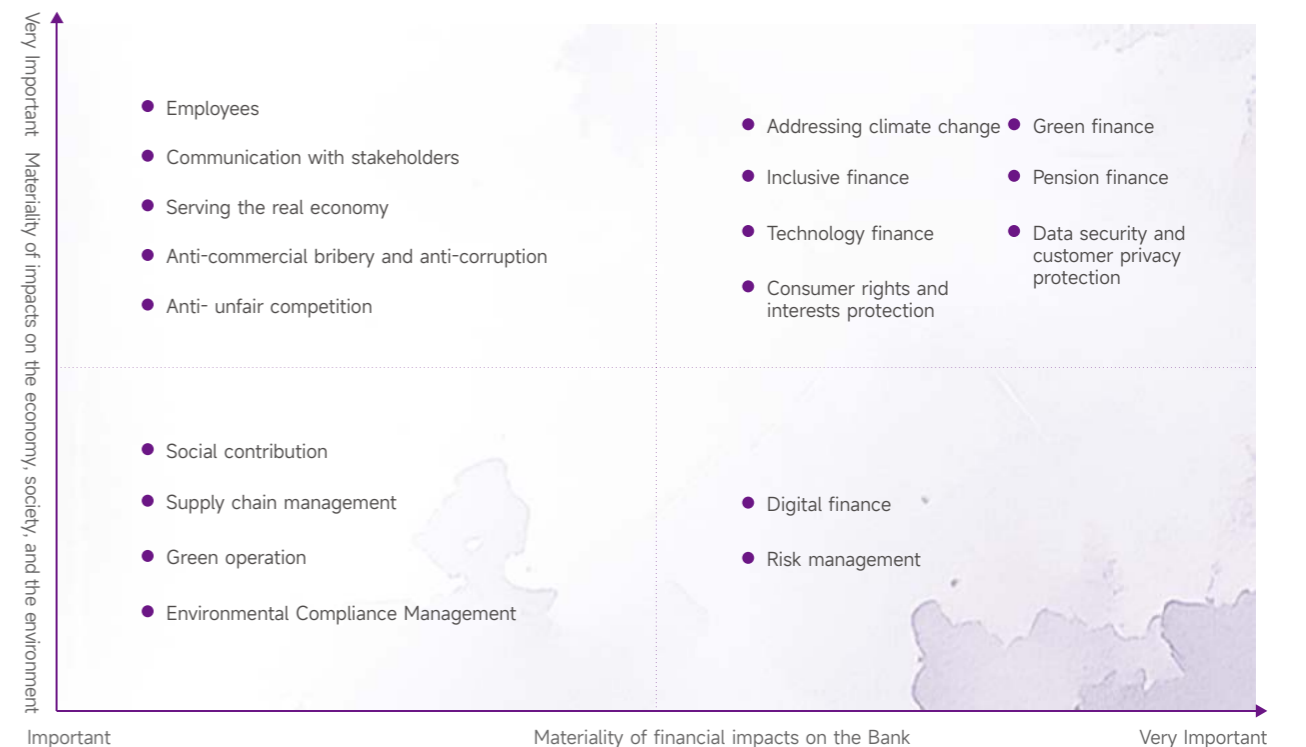 Very Important
Materiality of impacts on the economy, society, and the environment
Employees
Communication with stakeholders
Serving the real economy
Anti-commercial bribery and anti-corruption
Anti- unfair competition
Addressing climate change
Green finance
Inclusive finance
Pension finance
Technology finance
Data security and
customer privacy
protection
Consumer rights and
interests protection
Social contribution
Supply chain management
Green operation
Environmental Compliance Management
Digital finance
Risk management
Important
Materiality of financial impacts on the Bank
Very Important